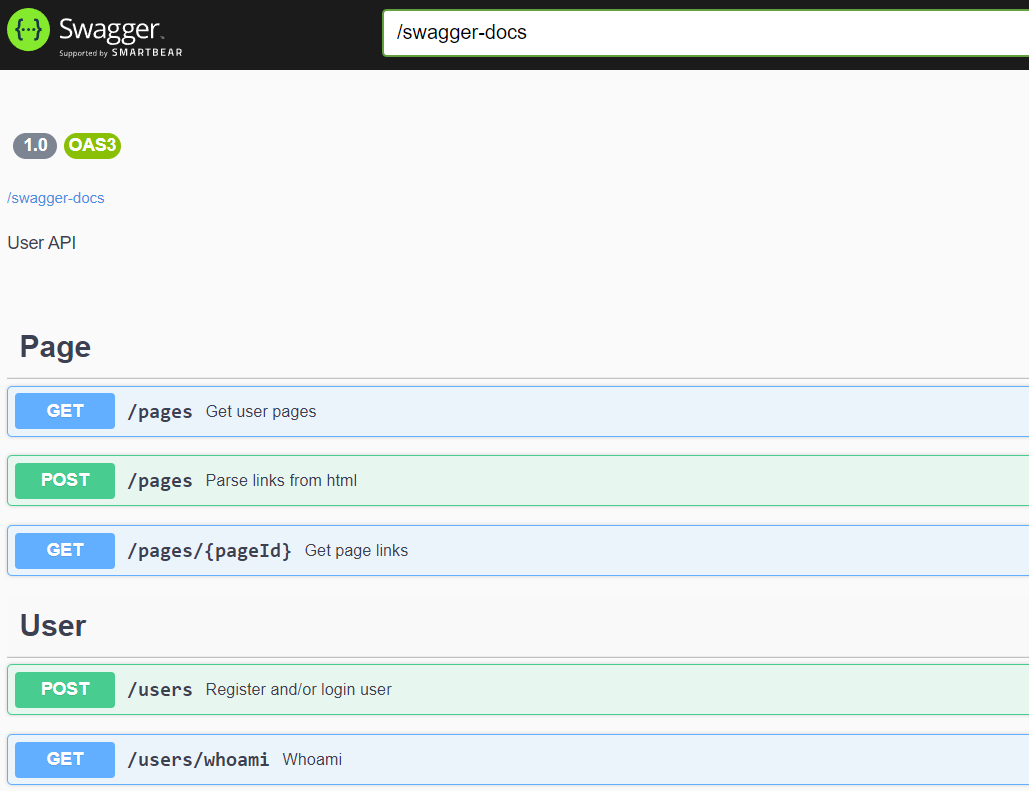 {···} Swagger™
Supported by SMARTBEAR
/swagger-docs
1.0 OAS3
/swagger-docs
User API
Page
GET /pages Get user pages
POST /pages Parse links from html
GET /pages/{pageId} Get page links
User
POST /users Register and/or login user
GET /users/whoami Whoami